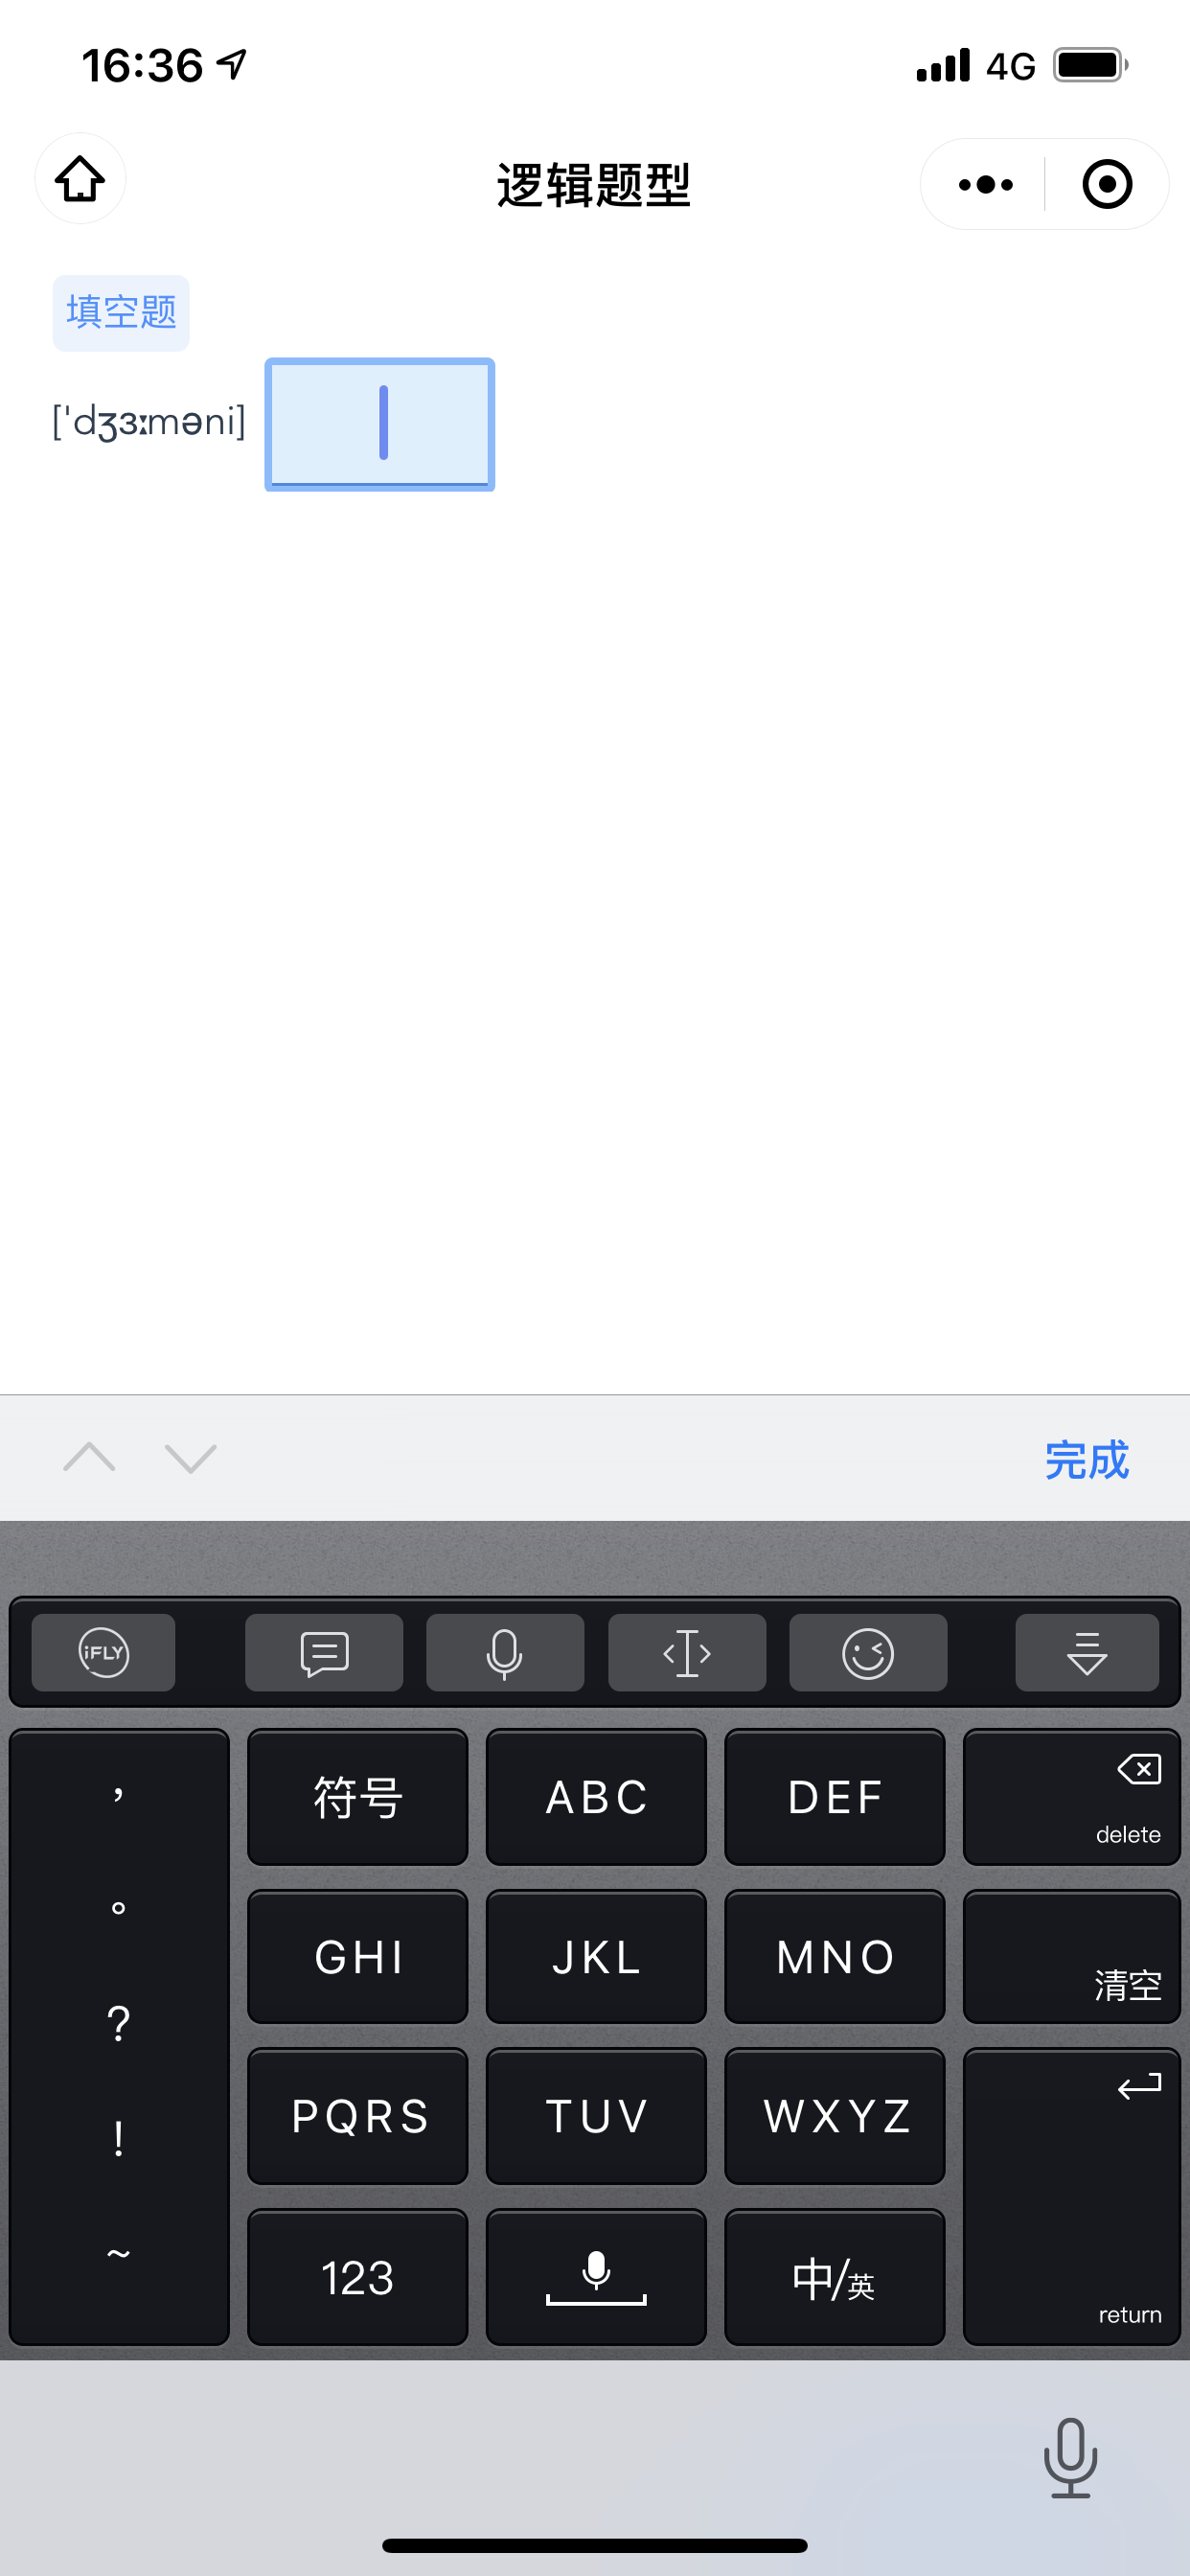 16:36 4G
逻辑题型
填空题
['dʒɜːməni]
完成
iFLY
，
符号 ABC DEF
delete
。
GHI JKL MNO
清空
?
PQRS TUV WXYZ
!
~
123 中/英
return